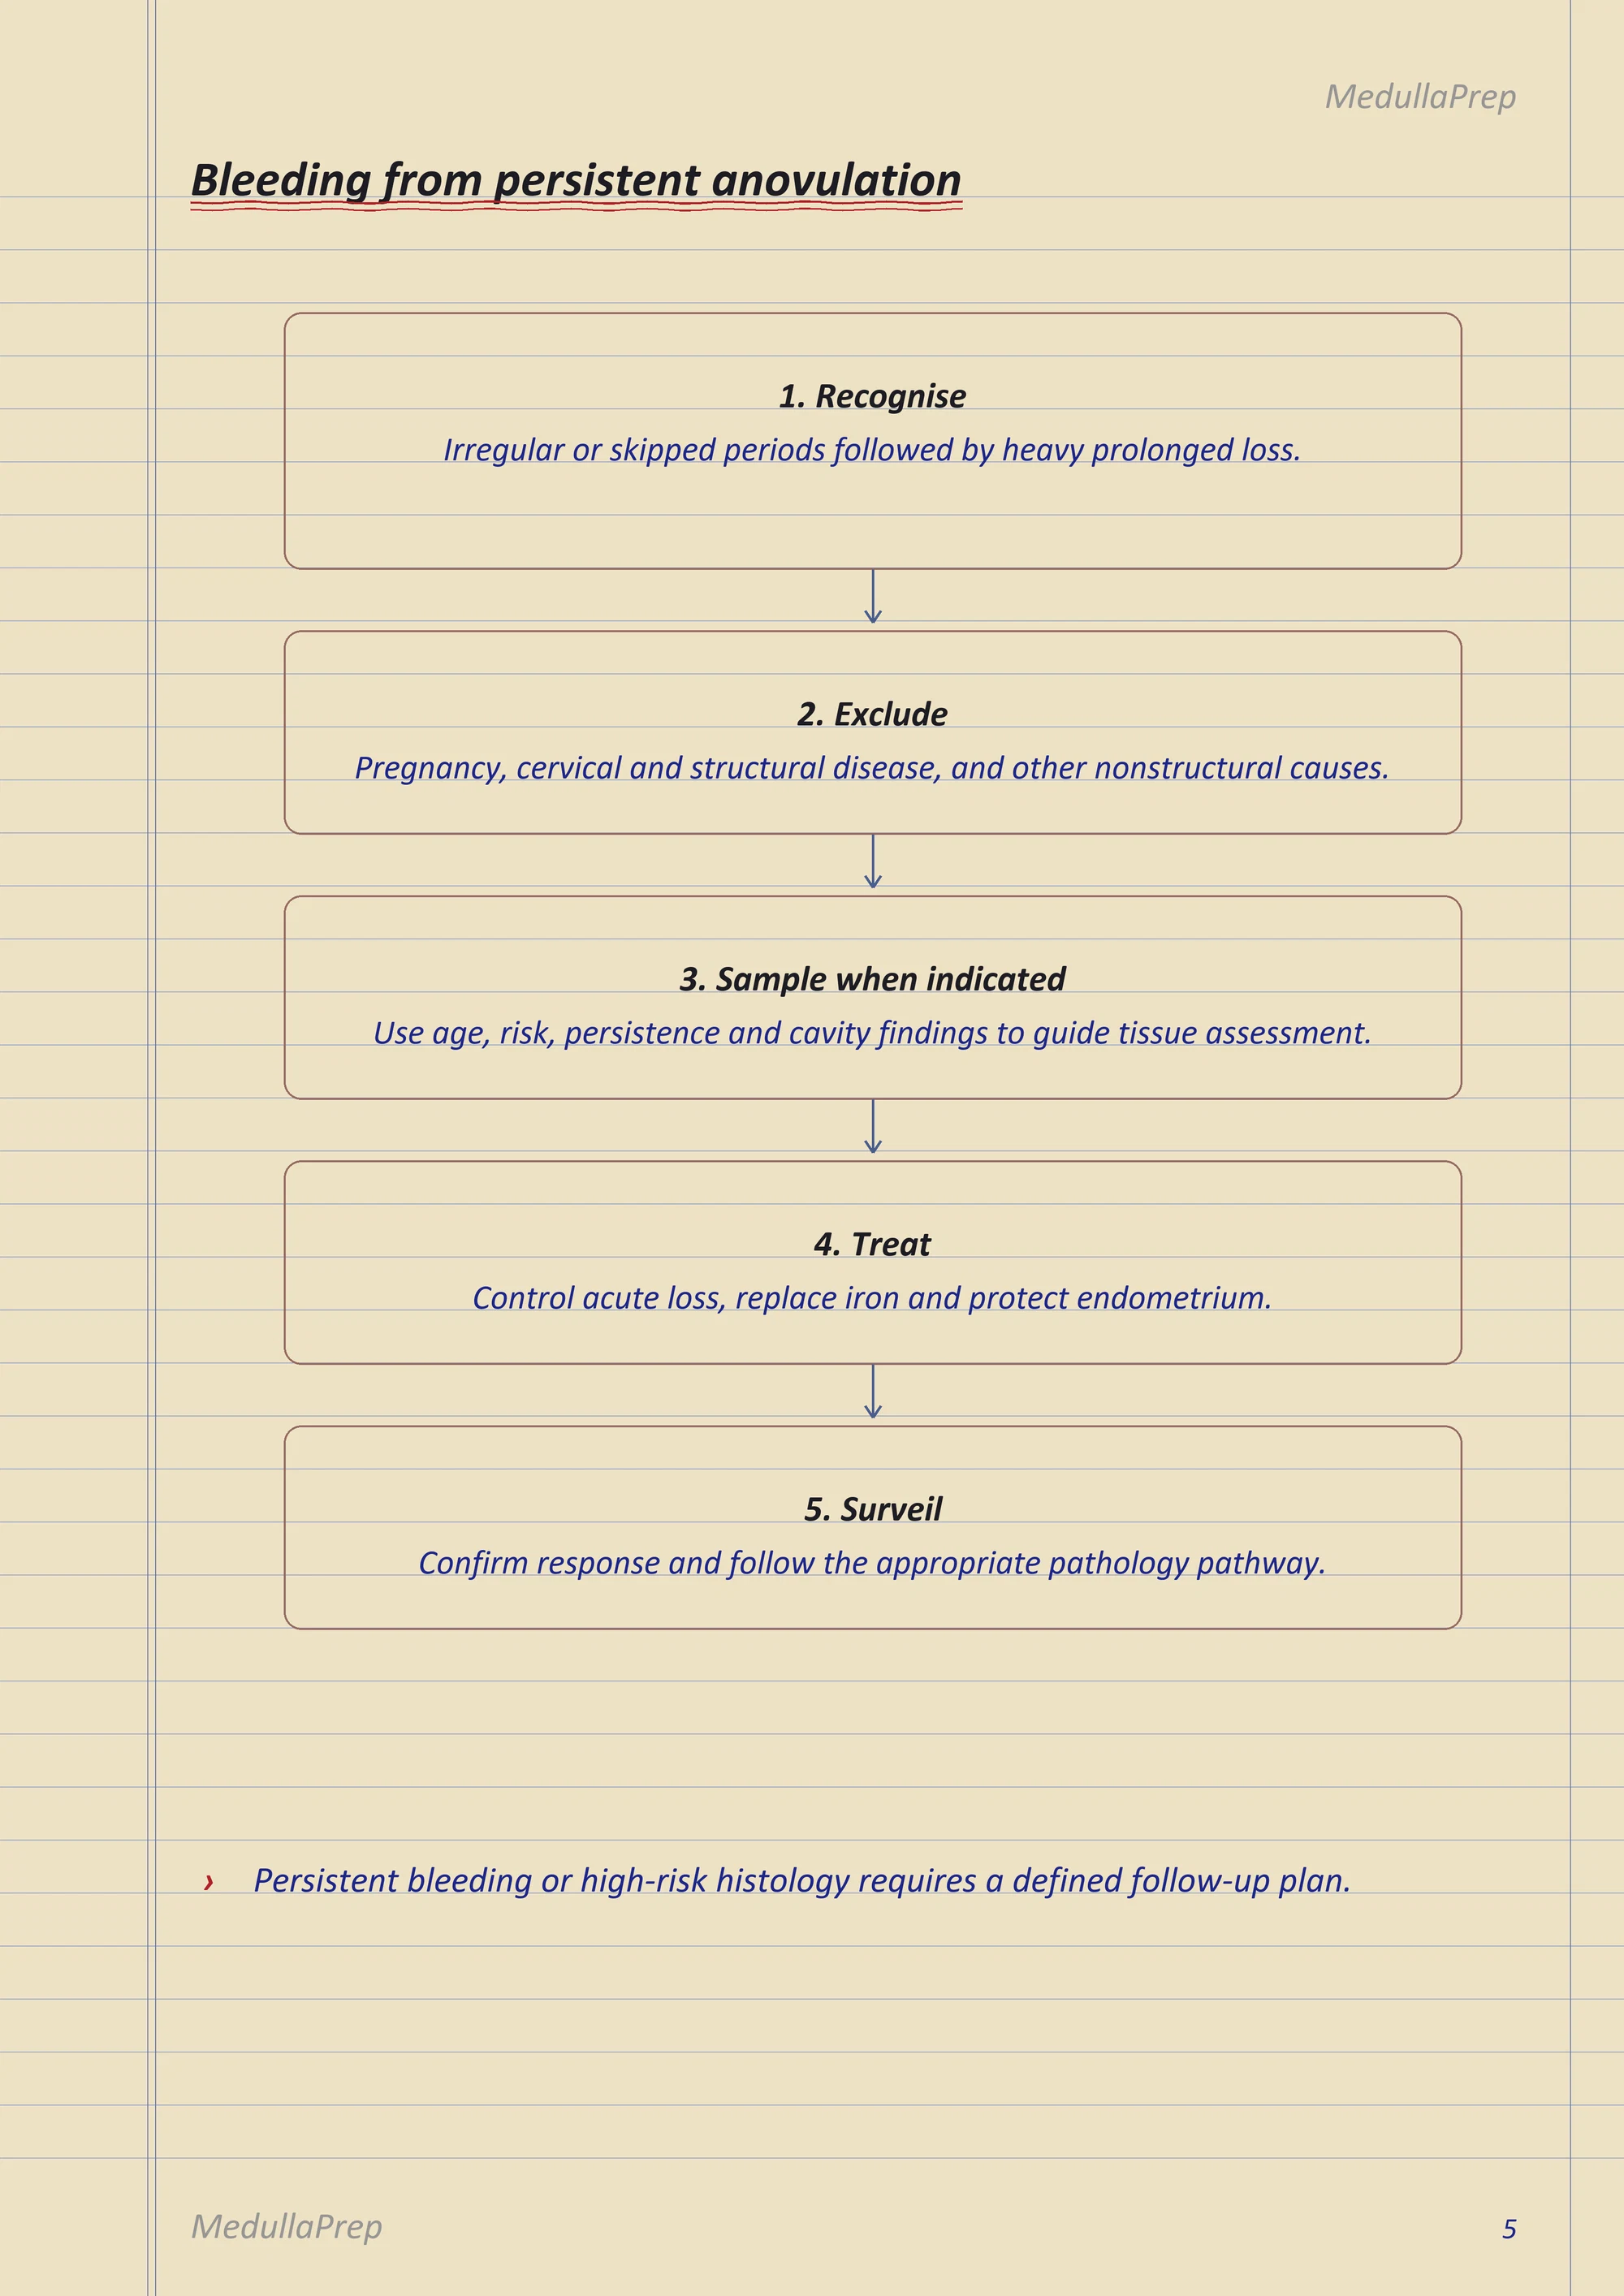 MedullaPrep
Bleeding from persistent anovulation
1. Recognise
Irregular or skipped periods followed by heavy prolonged loss.
2. Exclude
Pregnancy, cervical and structural disease, and other nonstructural causes.
3. Sample when indicated
Use age, risk, persistence and cavity findings to guide tissue assessment.
4. Treat
Control acute loss, replace iron and protect endometrium.
5. Surveil
Confirm response and follow the appropriate pathology pathway.
› Persistent bleeding or high-risk histology requires a defined follow-up plan.
MedullaPrep
5